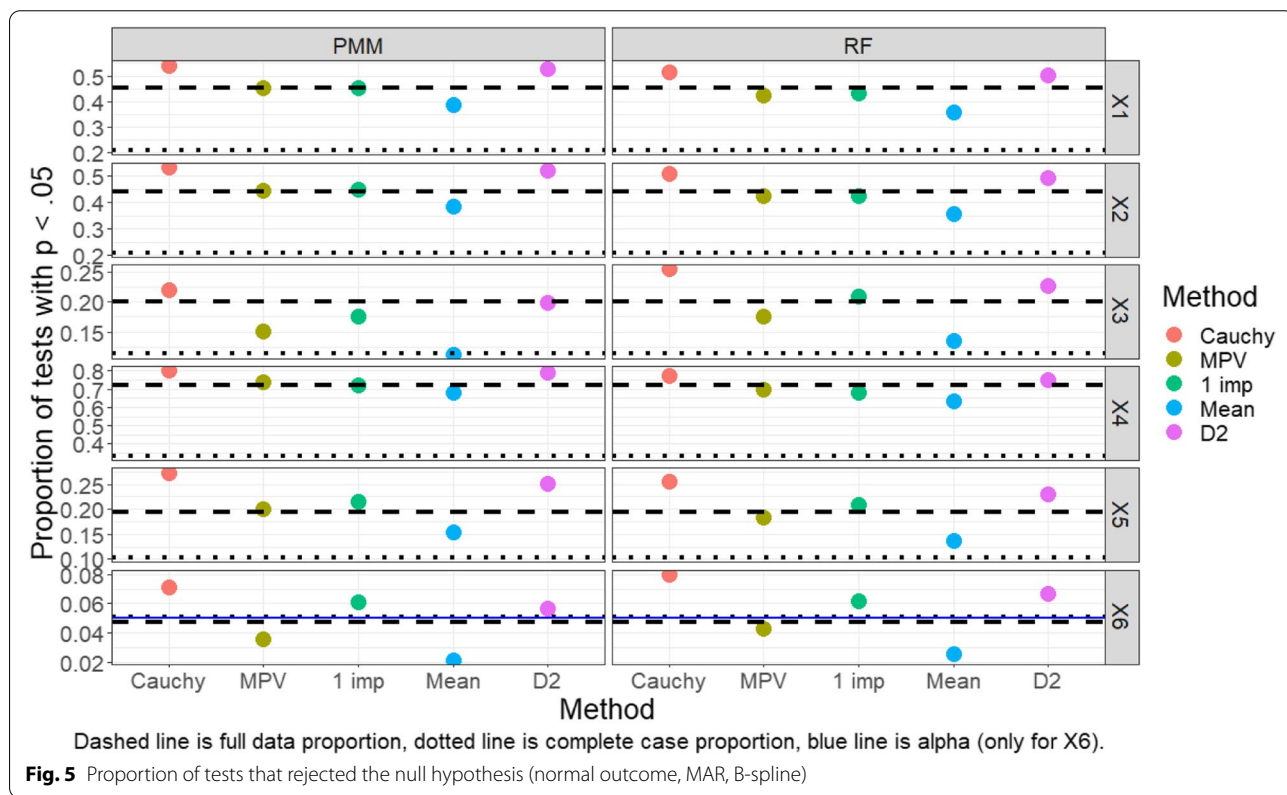 PMM
RF
Proportion of tests with p < .05
0.5
0.4
0.3
0.2
X1
0.5
0.4
0.3
0.2
X2
0.25
0.20
0.15
X3
0.8
0.7
0.6
0.5
0.4
X4
0.25
0.20
0.15
0.10
X5
0.08
0.06
0.04
0.02
X6
Cauchy MPV 1 imp Mean D2
Cauchy MPV 1 imp Mean D2
Method
Method
Cauchy
MPV
1 imp
Mean
D2
Dashed line is full data proportion, dotted line is complete case proportion, blue line is alpha (only for X6).
Fig. 5 Proportion of tests that rejected the null hypothesis (normal outcome, MAR, B-spline)